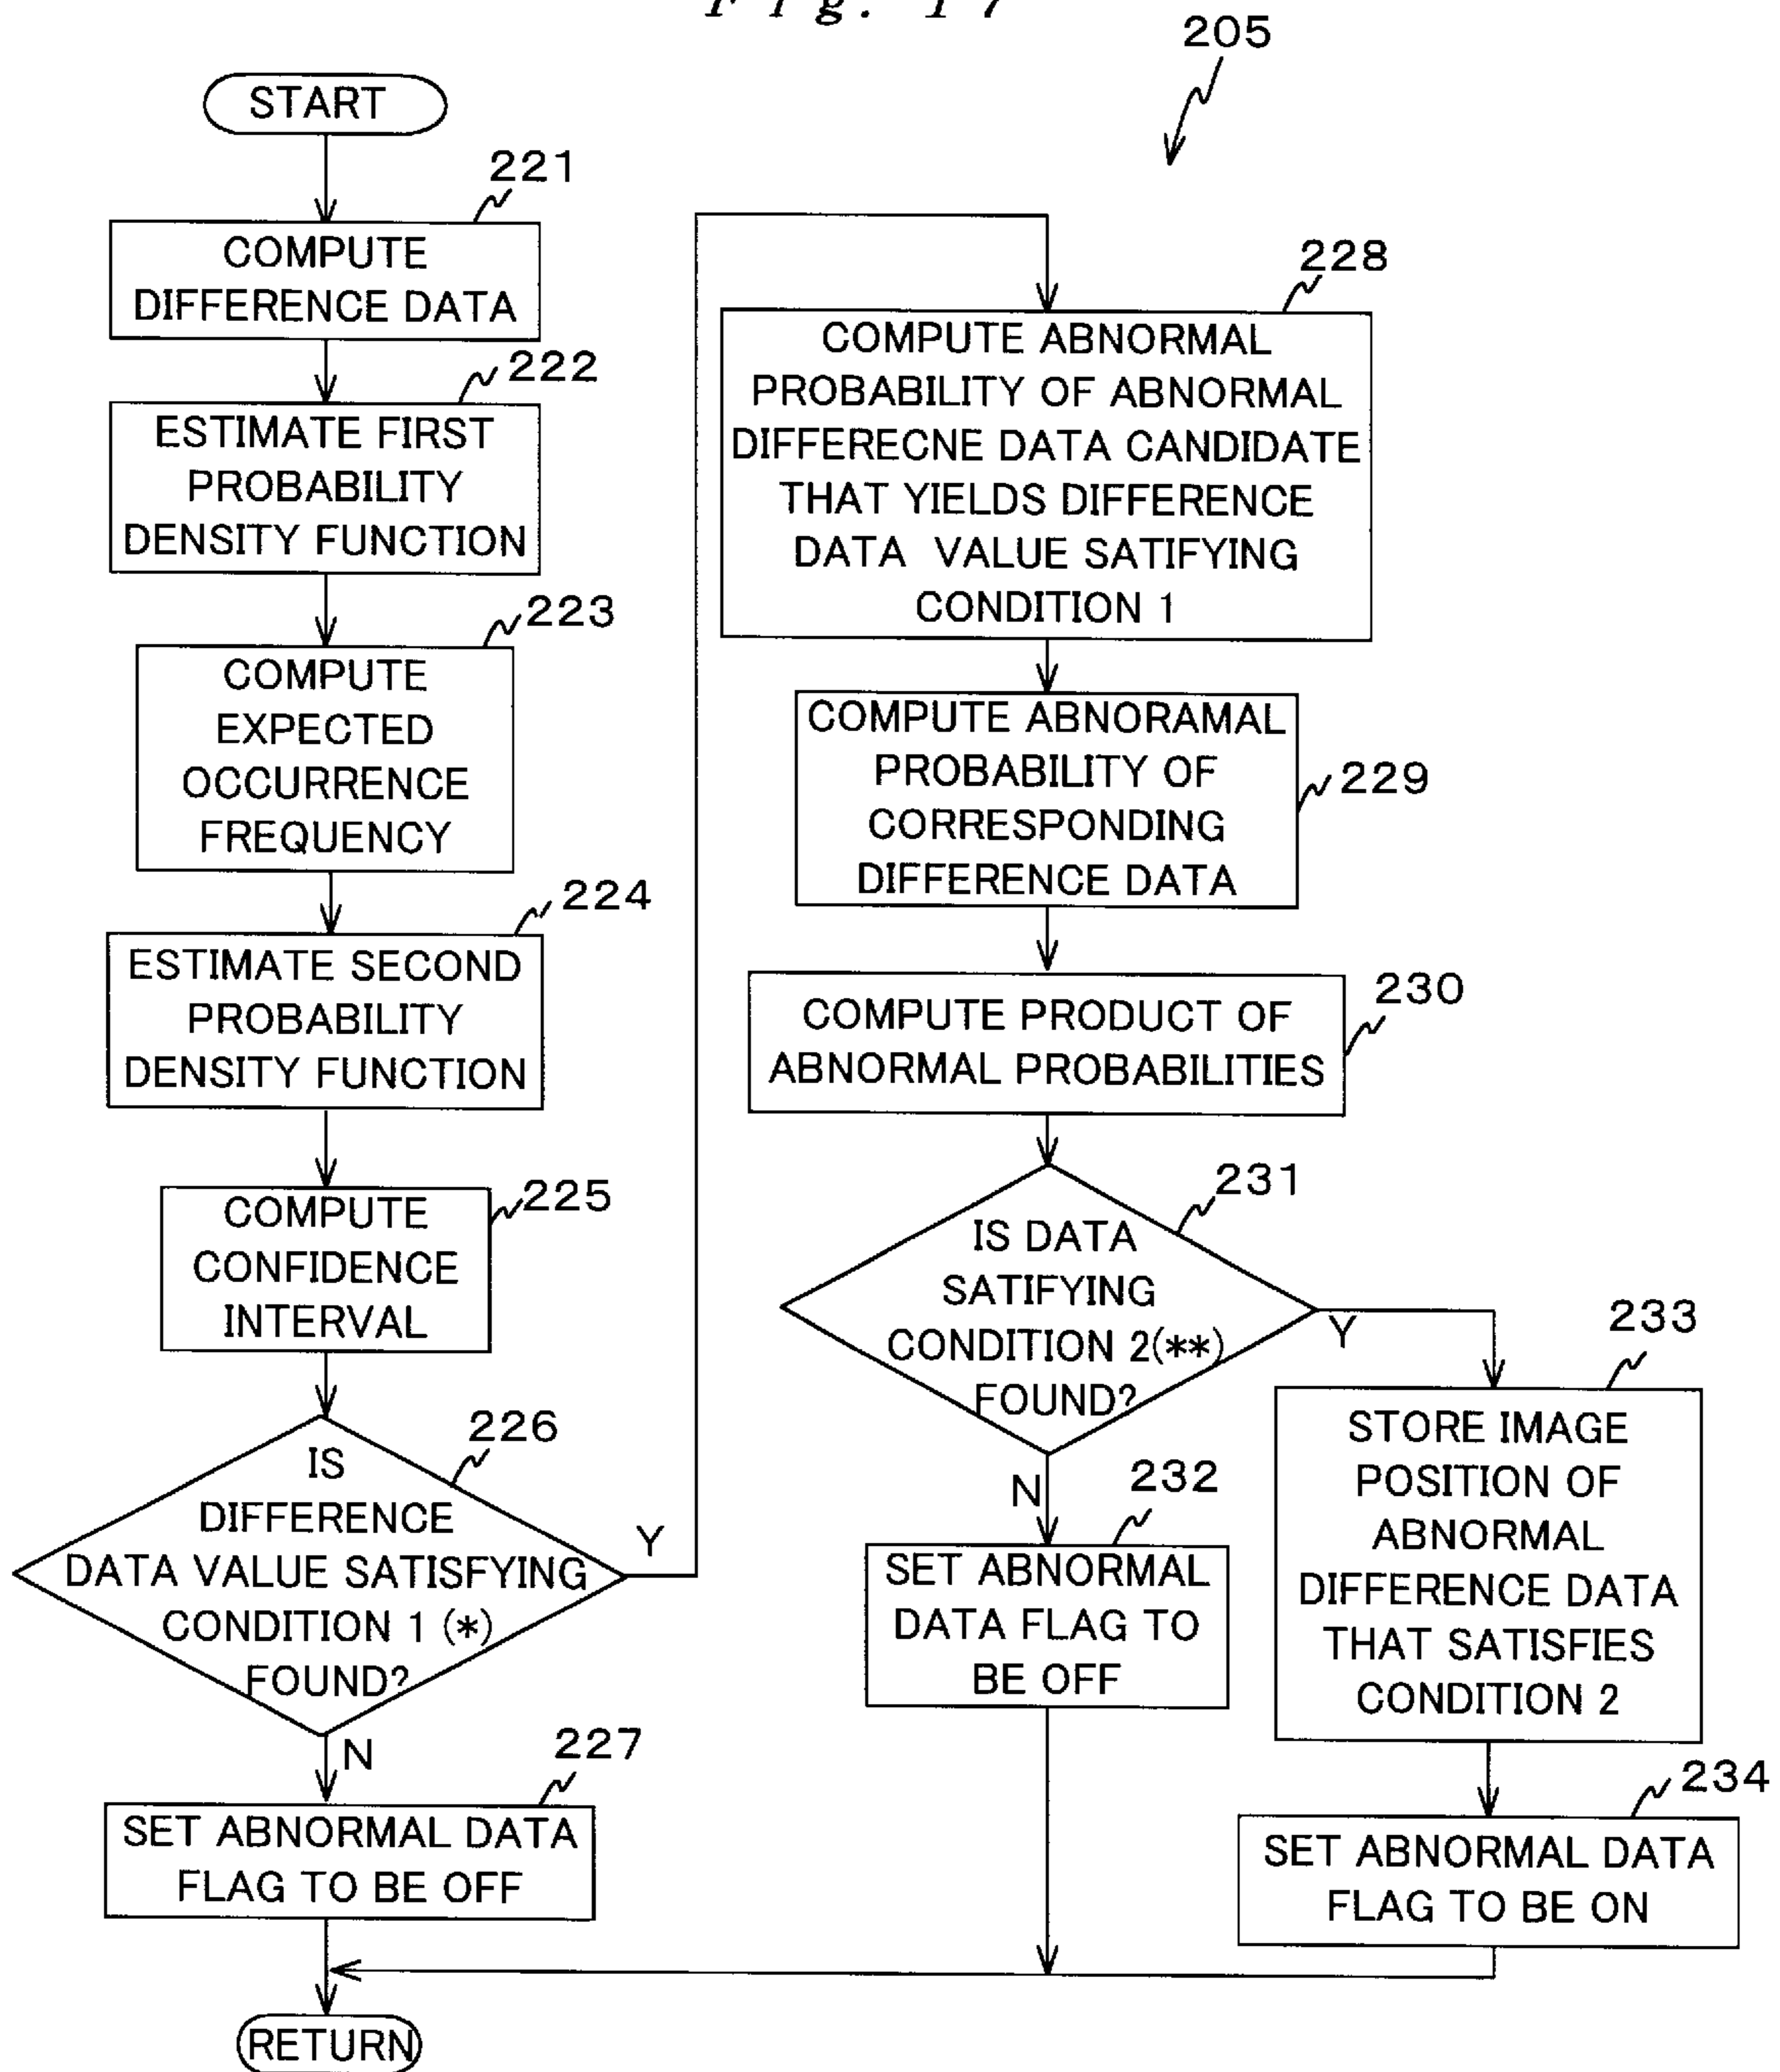 Fig. 17
205
START
221
COMPUTE
DIFFERENCE DATA
222
ESTIMATE FIRST
PROBABILITY
DENSITY FUNCTION
223
COMPUTE
EXPECTED
OCCURRENCE
FREQUENCY
224
ESTIMATE SECOND
PROBABILITY
DENSITY FUNCTION
225
COMPUTE
CONFIDENCE
INTERVAL
226
IS
DIFFERENCE
DATA VALUE SATISFYING
CONDITION 1 (*)
FOUND?
Y
N
227
SET ABNORMAL DATA
FLAG TO BE OFF
RETURN
228
COMPUTE ABNORMAL
PROBABILITY OF ABNORMAL
DIFFERECNE DATA CANDIDATE
THAT YIELDS DIFFERENCE
DATA VALUE SATIFYING
CONDITION 1
COMPUTE ABNORAMAL
PROBABILITY OF
CORRESPONDING
DIFFERENCE DATA
229
230
COMPUTE PRODUCT OF
ABNORMAL PROBABILITIES
231
IS DATA
SATIFYING
CONDITION 2(**)
FOUND?
Y
N
232
SET ABNORMAL
DATA FLAG TO
BE OFF
233
STORE IMAGE
POSITION OF
ABNORMAL
DIFFERENCE DATA
THAT SATISFIES
CONDITION 2
234
SET ABNORMAL DATA
FLAG TO BE ON